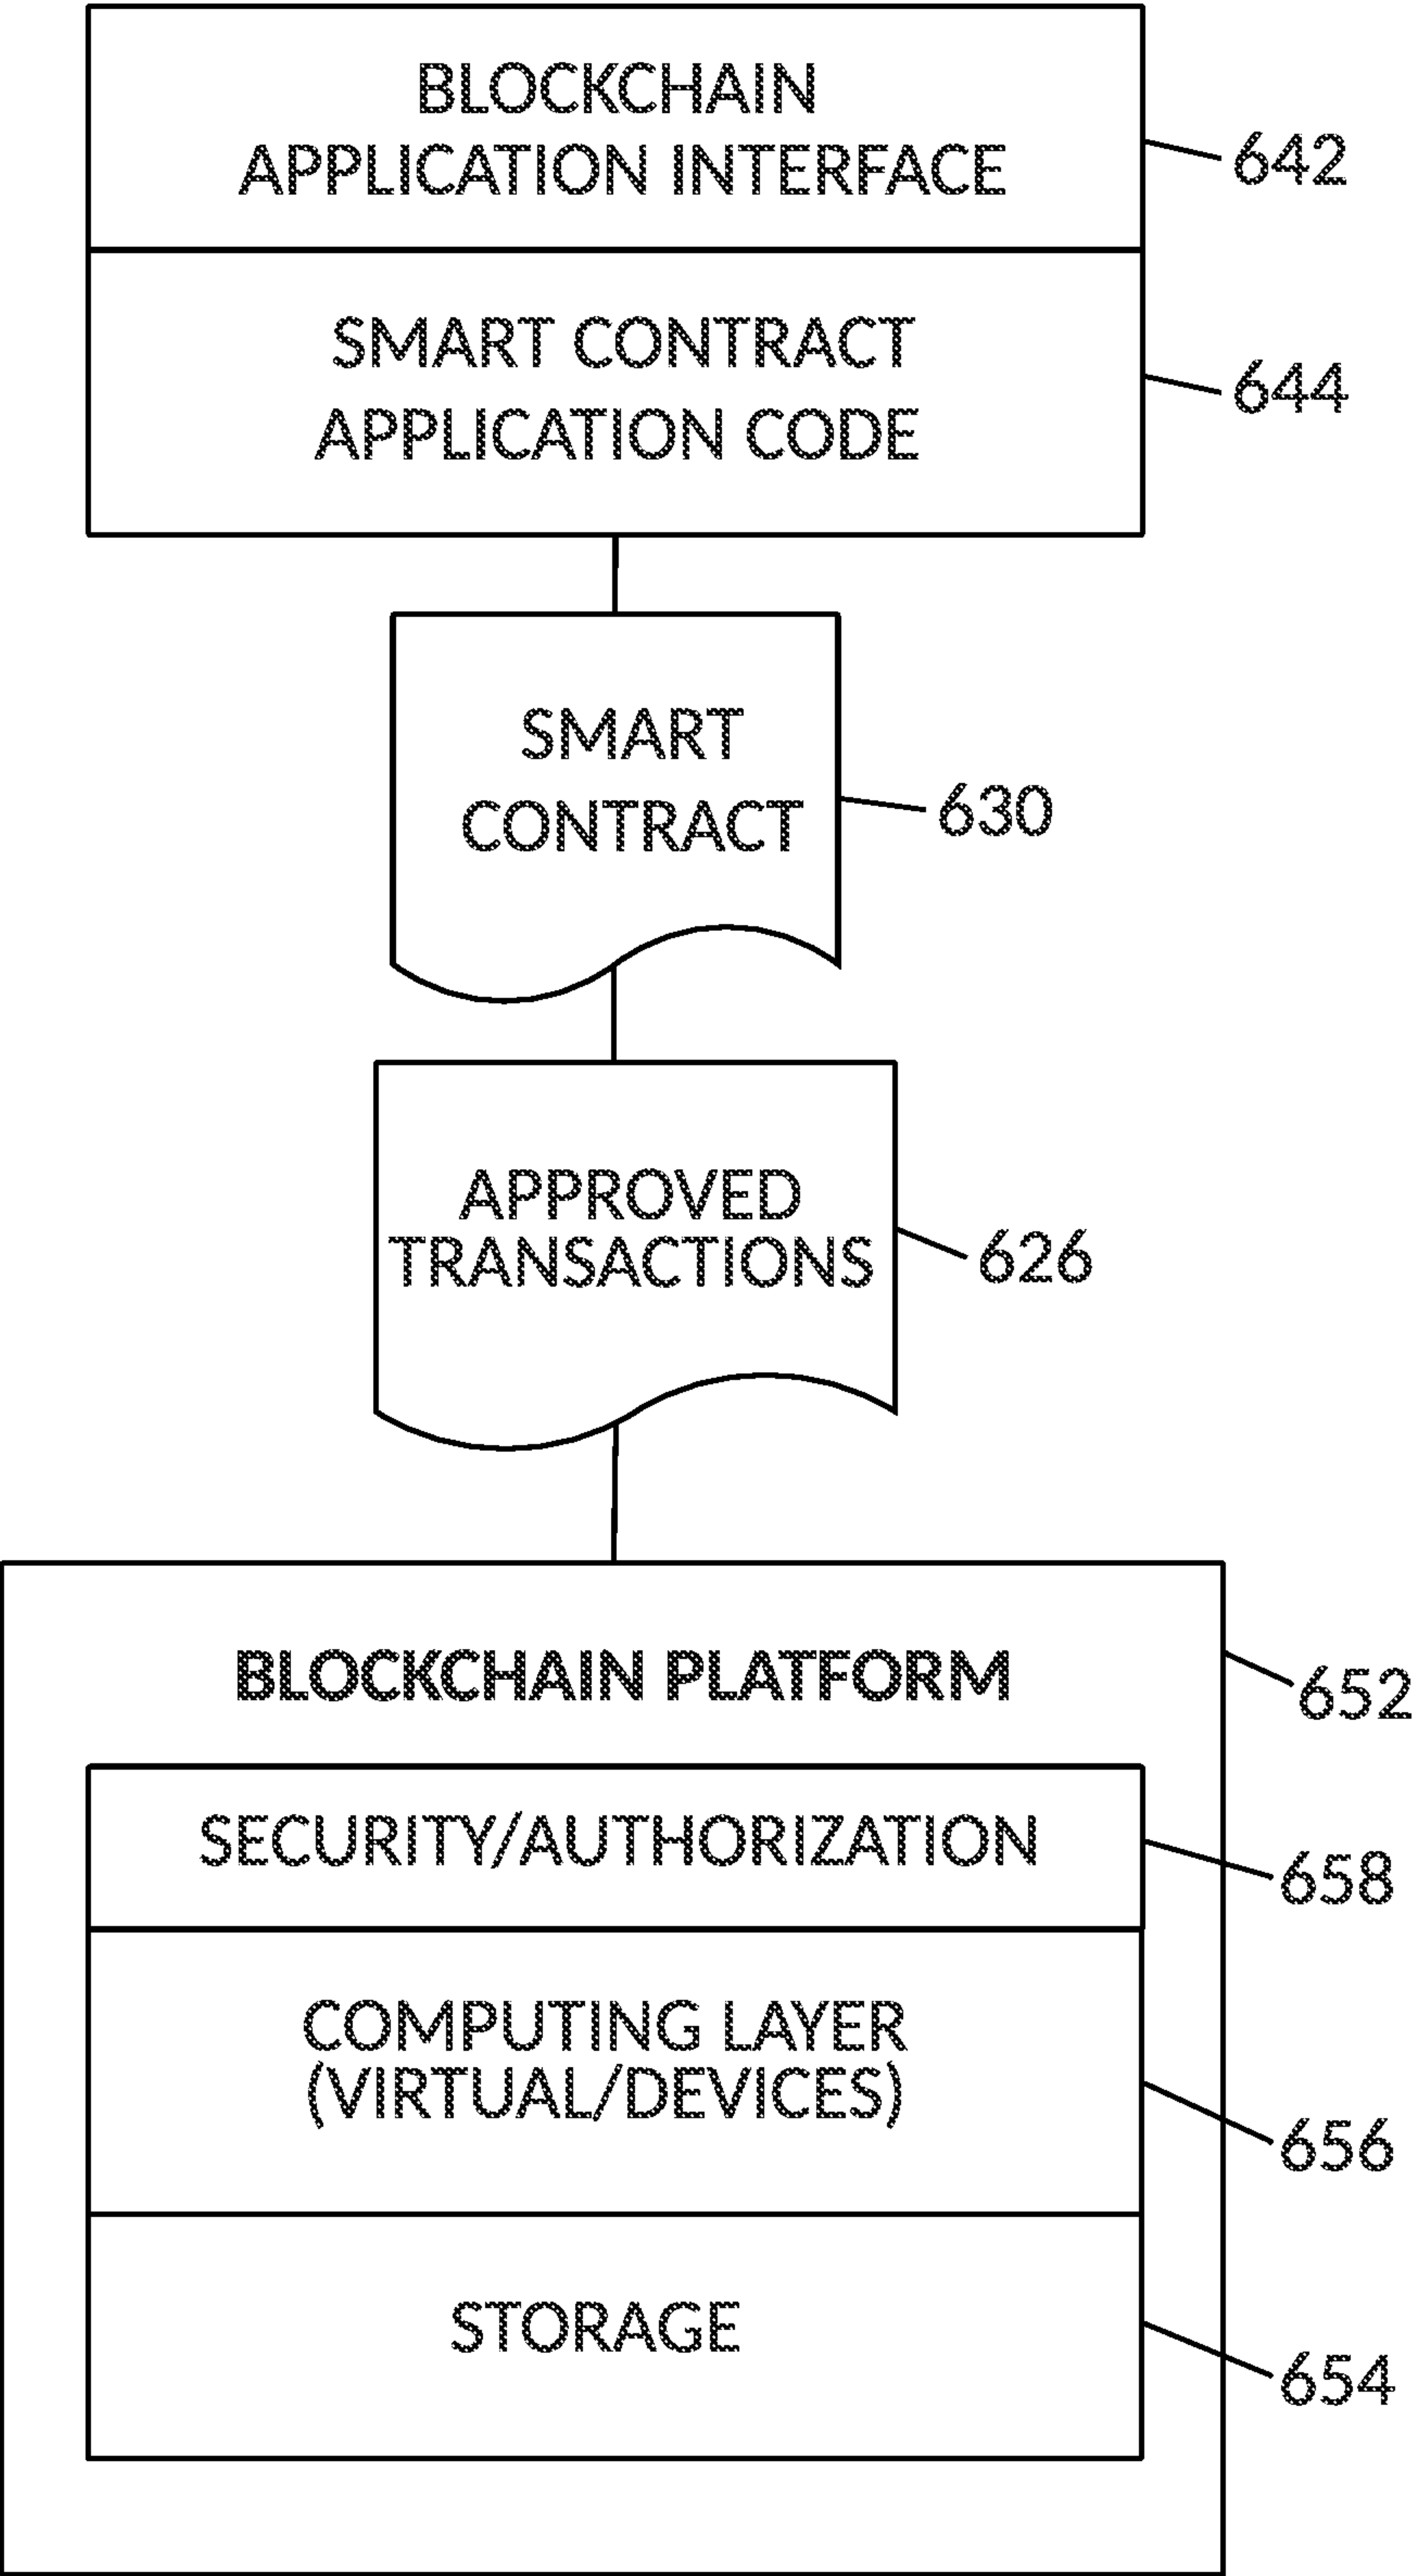 BLOCKCHAIN
APPLICATION INTERFACE
642
SMART CONTRACT
APPLICATION CODE
644
SMART
CONTRACT
630
APPROVED
TRANSACTIONS
626
BLOCKCHAIN PLATFORM
652
SECURITY/AUTHORIZATION
658
COMPUTING LAYER
(VIRTUAL/DEVICES)
656
STORAGE
654